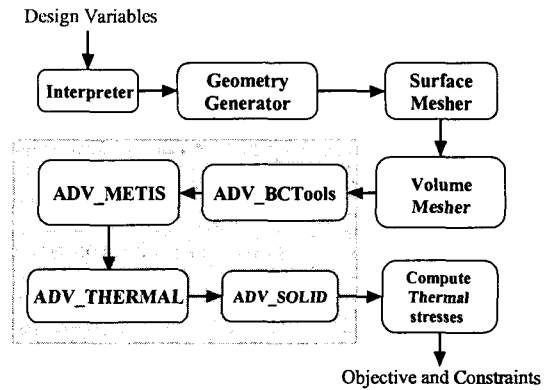 Design Variables
Interpreter
Geometry
Generator
Surface
Mesher
Volume
Mesher
ADV_BCTools
ADV_METIS
ADV_THERMAL
ADV_SOLID
Compute
Thermal
stresses
Objective and Constraints